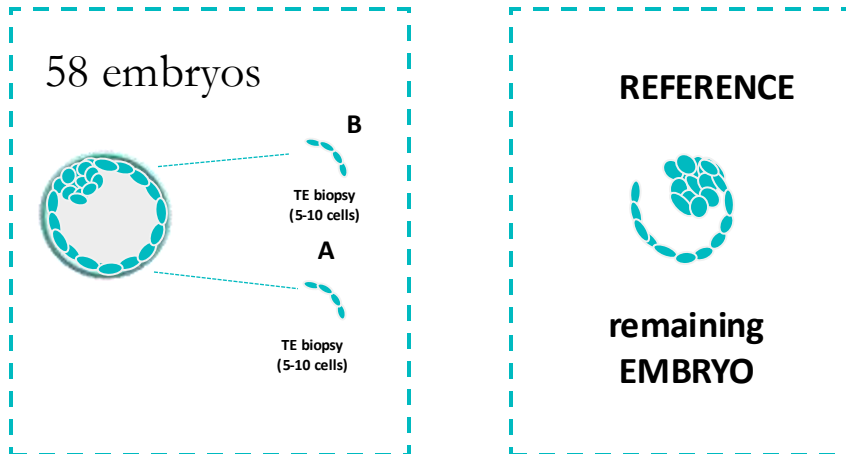 58 embryos
B
TE biopsy
(5-10 cells)
A
TE biopsy
(5-10 cells)
REFERENCE
remaining
EMBRYO